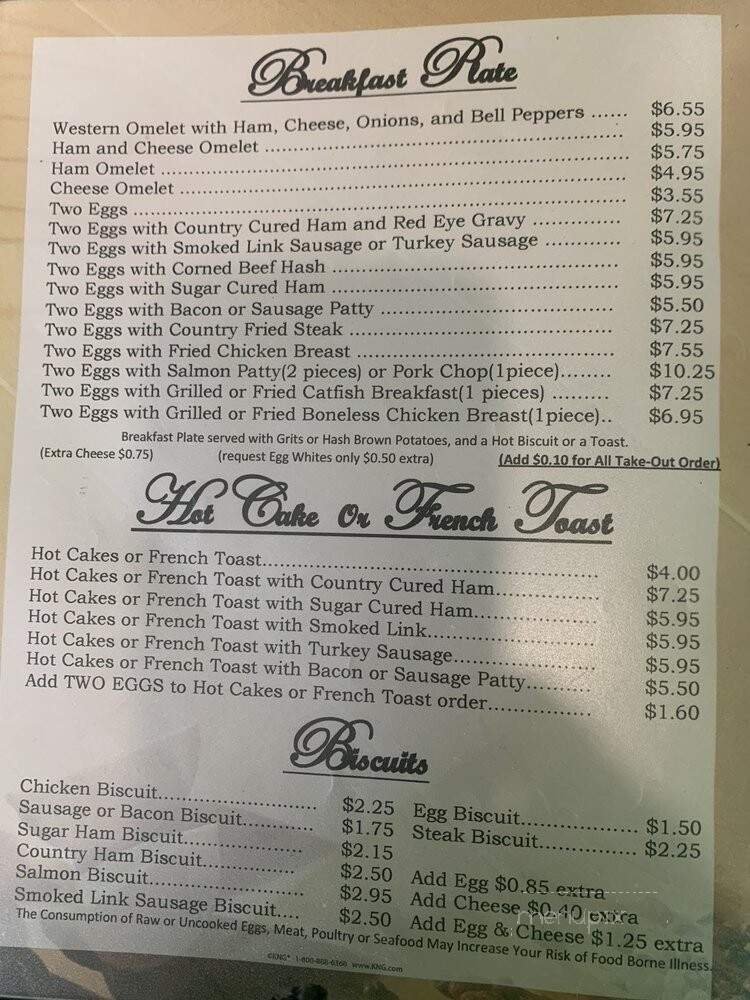 Breakfast Plate
Western Omelet with Ham, Cheese, Onions, and Bell Peppers ...... $6.55
Ham and Cheese Omelet ........ $5.95
Ham Omelet ........ $5.75
Cheese Omelet ........ $4.95
Two Eggs ........ $3.55
Two Eggs with Country Cured Ham and Red Eye Gravy ............ $7.25
Two Eggs with Smoked Link Sausage or Turkey Sausage ............ $5.95
Two Eggs with Corned Beef Hash ........ $5.95
Two Eggs with Sugar Cured Ham ........ $5.95
Two Eggs with Bacon or Sausage Patty ........ $5.50
Two Eggs with Country Fried Steak ........ $7.25
Two Eggs with Fried Chicken Breast ........ $7.55
Two Eggs with Salmon Patty(2 pieces) or Pork Chop(1piece)........ $10.25
Two Eggs with Grilled or Fried Catfish Breakfast(1 pieces) ......... $7.25
Two Eggs with Grilled or Fried Boneless Chicken Breast(1piece).. $6.95
Breakfast Plate served with Grits or Hash Brown Potatoes, and a Hot Biscuit or a Toast.
(Extra Cheese $0.75) (request Egg Whites only $0.50 extra) (Add $0.10 for All Take-Out Order)
Hot Cake Or French Toast
Hot Cakes or French Toast........ $4.00
Hot Cakes or French Toast with Country Cured Ham........ $7.25
Hot Cakes or French Toast with Sugar Cured Ham........ $5.95
Hot Cakes or French Toast with Smoked Link........ $5.95
Hot Cakes or French Toast with Turkey Sausage........ $5.95
Hot Cakes or French Toast with Bacon or Sausage Patty.......... $5.50
Add TWO EGGS to Hot Cakes or French Toast order........ $1.60
Biscuits
Chicken Biscuit........ $2.25 Egg Biscuit........ $1.50
Sausage or Bacon Biscuit............ $1.75 Steak Biscuit........ $2.25
Sugar Ham Biscuit........ $2.15
Country Ham Biscuit........ $2.50 Add Egg $0.85 extra
Salmon Biscuit........ $2.95 Add Cheese $0.40 extra
Smoked Link Sausage Biscuit.... $2.50 Add Egg & Cheese $1.25 extra
The Consumption of Raw or Uncooked Eggs, Meat, Poultry or Seafood May Increase Your Risk of Food Borne Illness.
©KNG® 1-800-868-6360 www.KNG.com